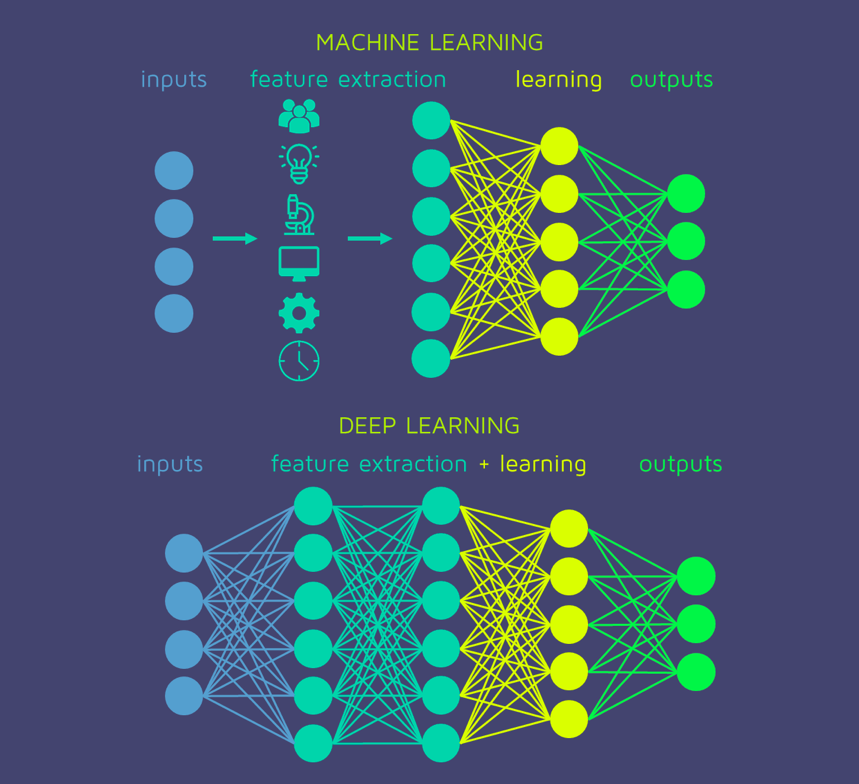 MACHINE LEARNING
inputs feature extraction learning outputs
DEEP LEARNING
inputs feature extraction + learning outputs